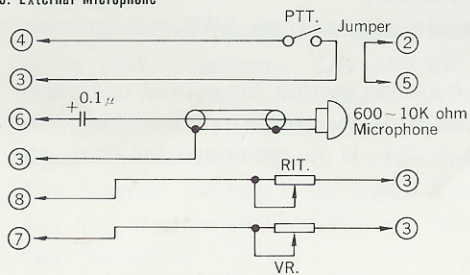 External Microphone
PTT.
Jumper
④
②
③
⑤
+ 0.1μ
⑥
600~10K ohm
Microphone
③
RIT.
⑧
③
⑦
③
VR.